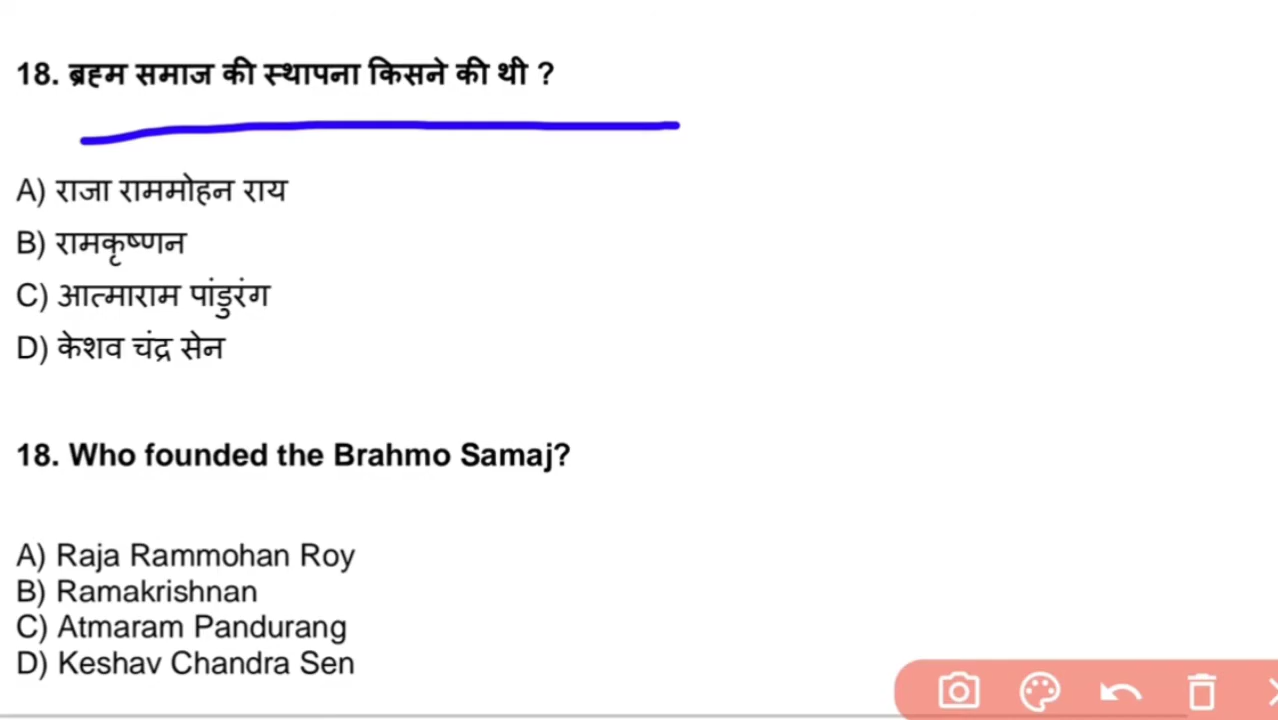 18. ब्रह्म समाज की स्थापना किसने की थी ?
A) राजा राममोहन राय
B) रामकृष्णन
C) आत्माराम पांडुरंग
D) केशव चंद्र सेन
18. Who founded the Brahmo Samaj?
A) Raja Rammohan Roy
B) Ramakrishnan
C) Atmaram Pandurang
D) Keshav Chandra Sen